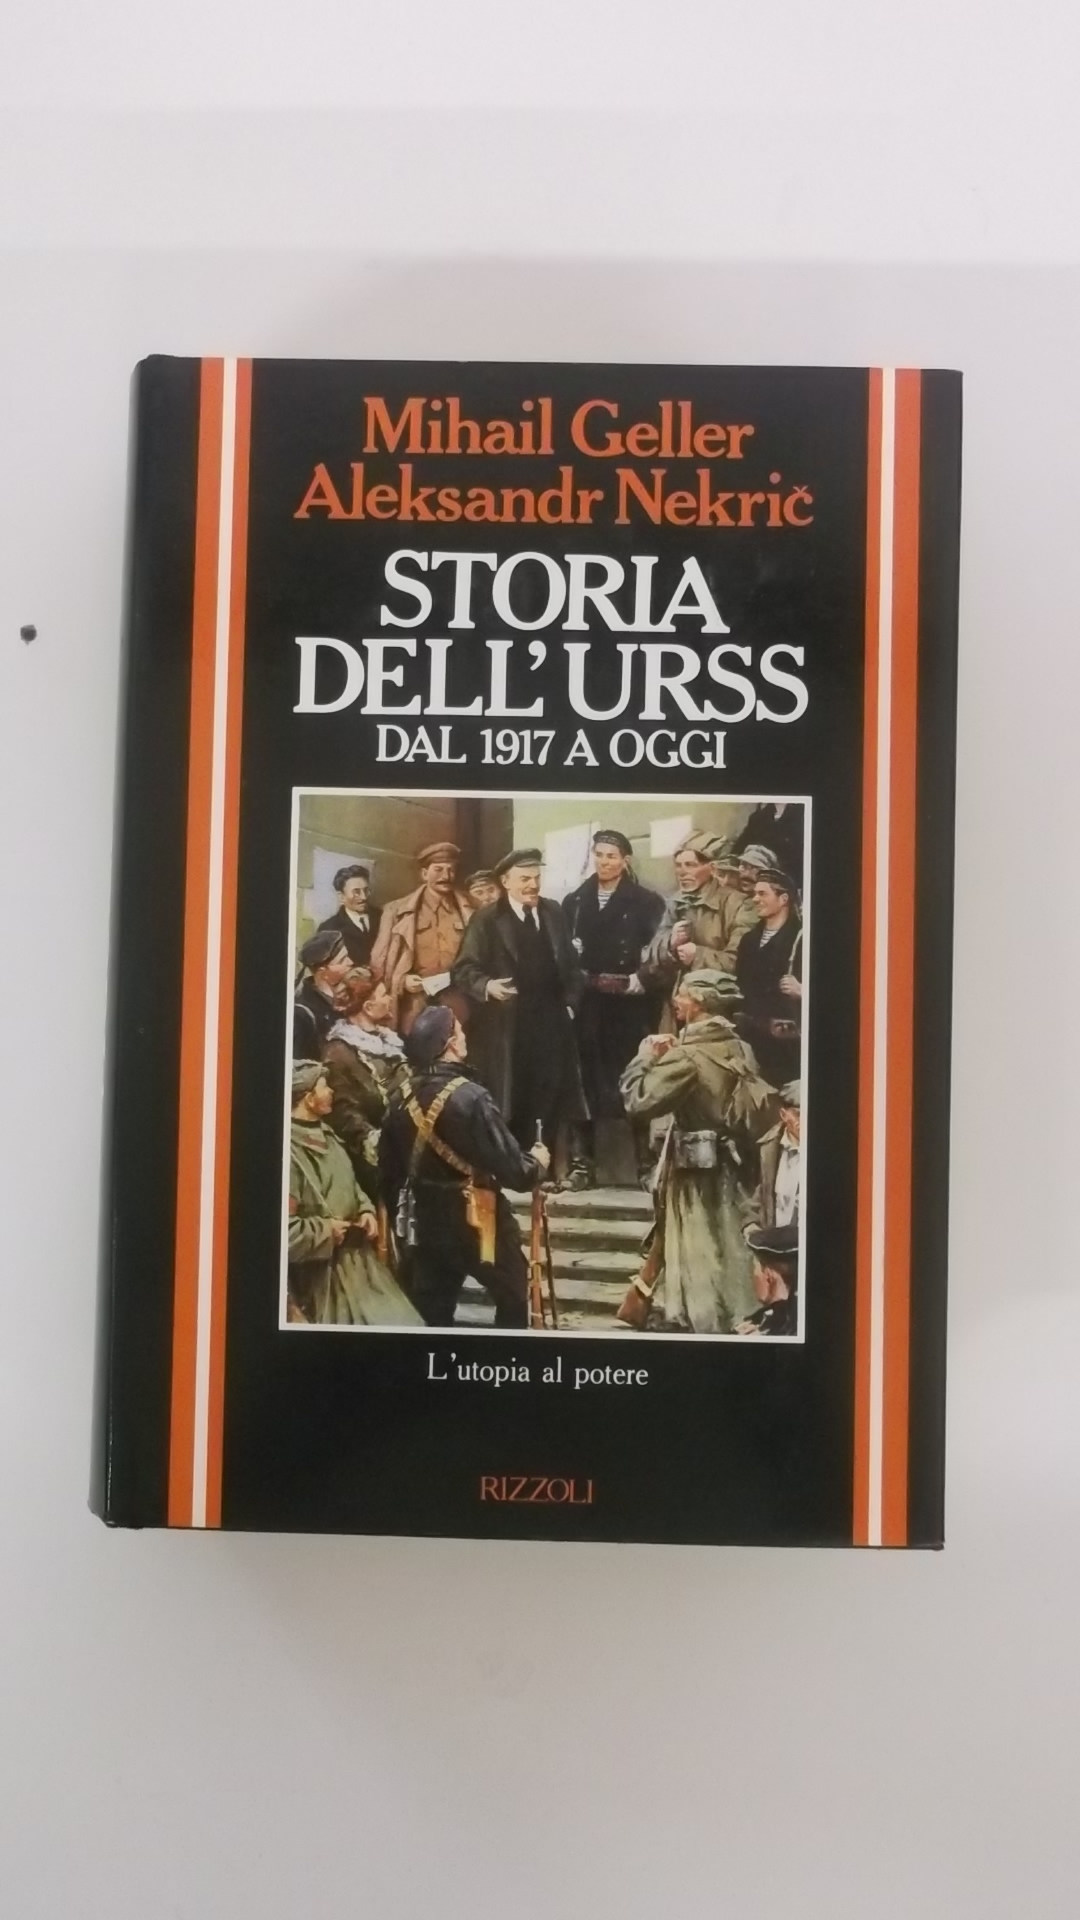 Mihail Geller
Aleksandr Nekrič
STORIA
DELL'URSS
DAL 1917 A OGGI
L'utopia al potere
RIZZOLI